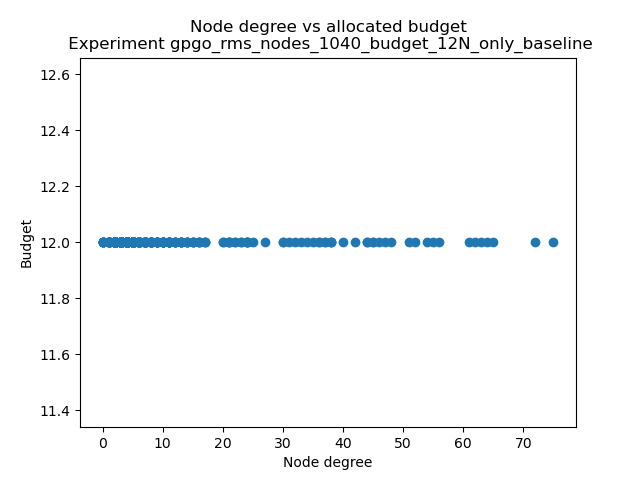 Node degree vs allocated budget
Experiment gpgo_rms_nodes_1040_budget_12N_only_baseline
12.6
12.4
12.2
12.0
11.8
11.6
11.4
Budget
0 10 20 30 40 50 60 70
Node degree